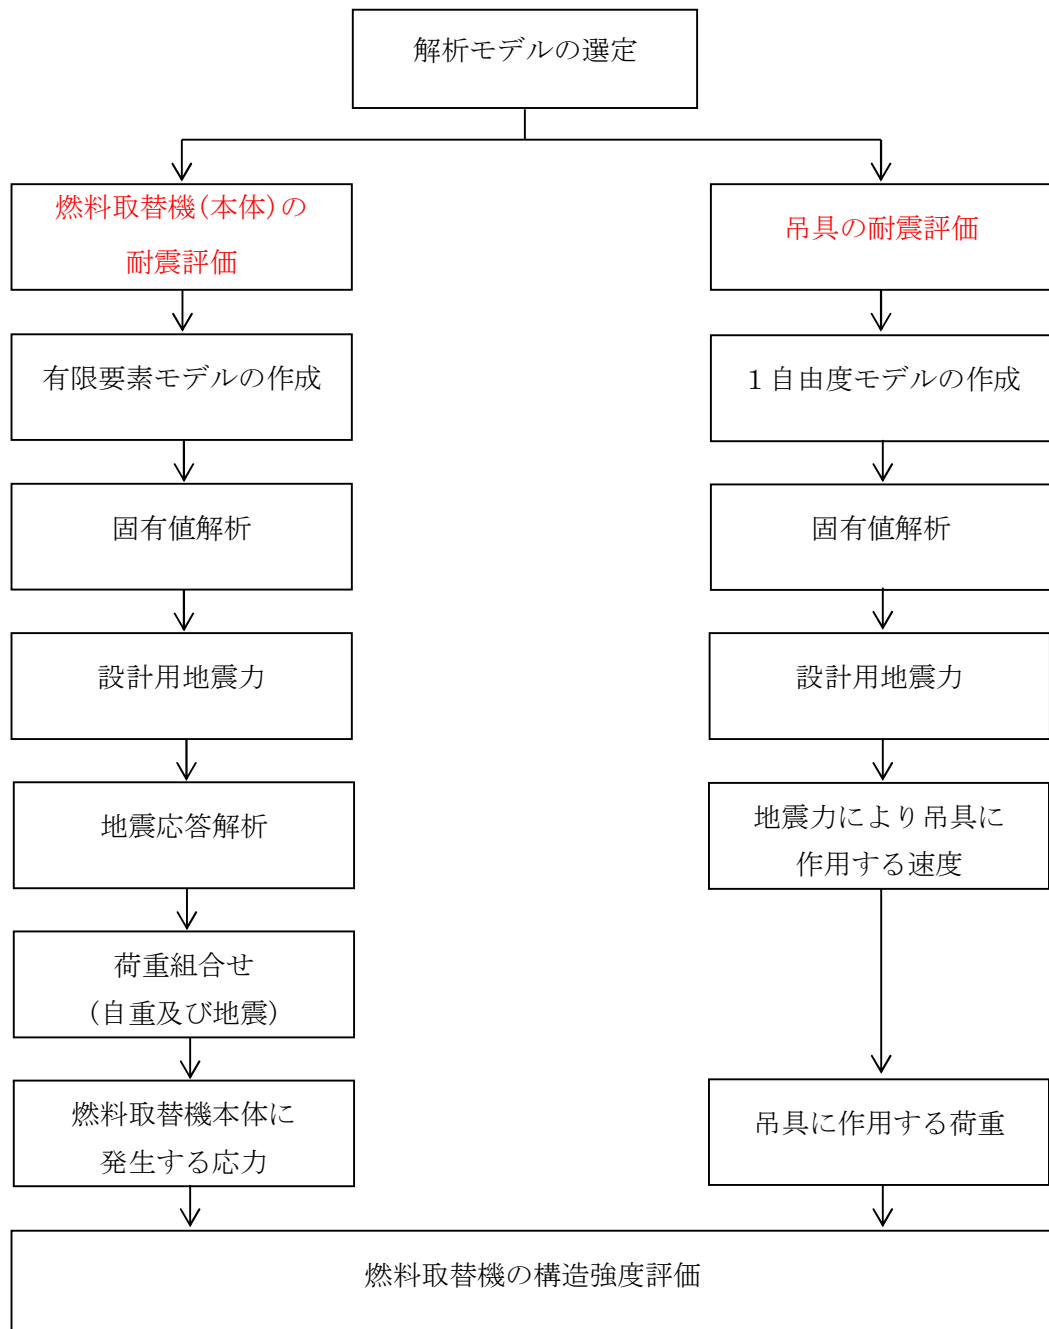 解析モデルの選定
燃料取替機(本体)の
耐震評価
有限要素モデルの作成
固有値解析
設計用地震力
地震応答解析
荷重組合せ
(自重及び地震)
燃料取替機本体に
発生する応力
吊具の耐震評価
１自由度モデルの作成
固有値解析
設計用地震力
地震力により吊具に
作用する速度
吊具に作用する荷重
燃料取替機の構造強度評価